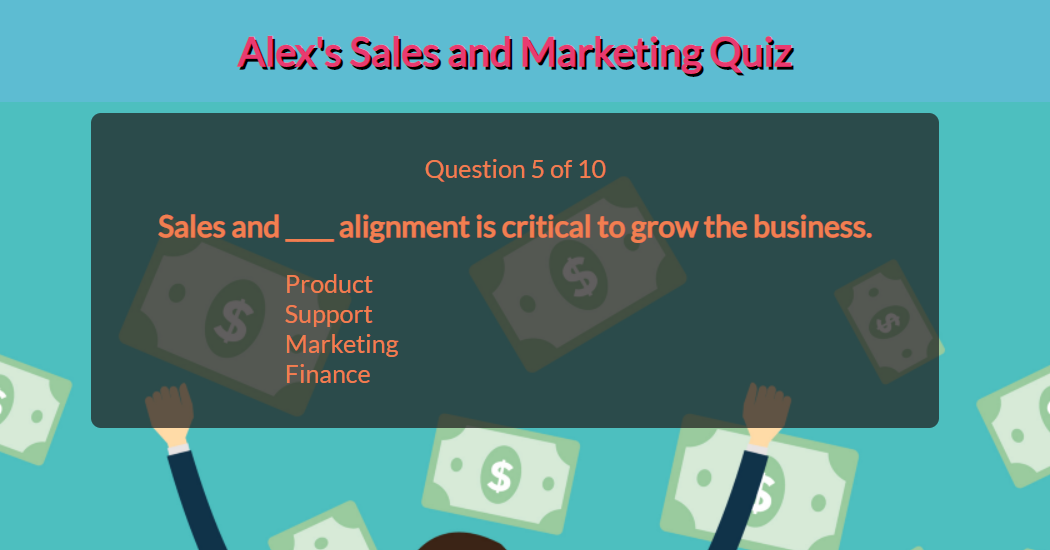 Alex's Sales and Marketing Quiz
Question 5 of 10
Sales and ____ alignment is critical to grow the business.
Product
Support
Marketing
Finance
$
$
$
$
$
$